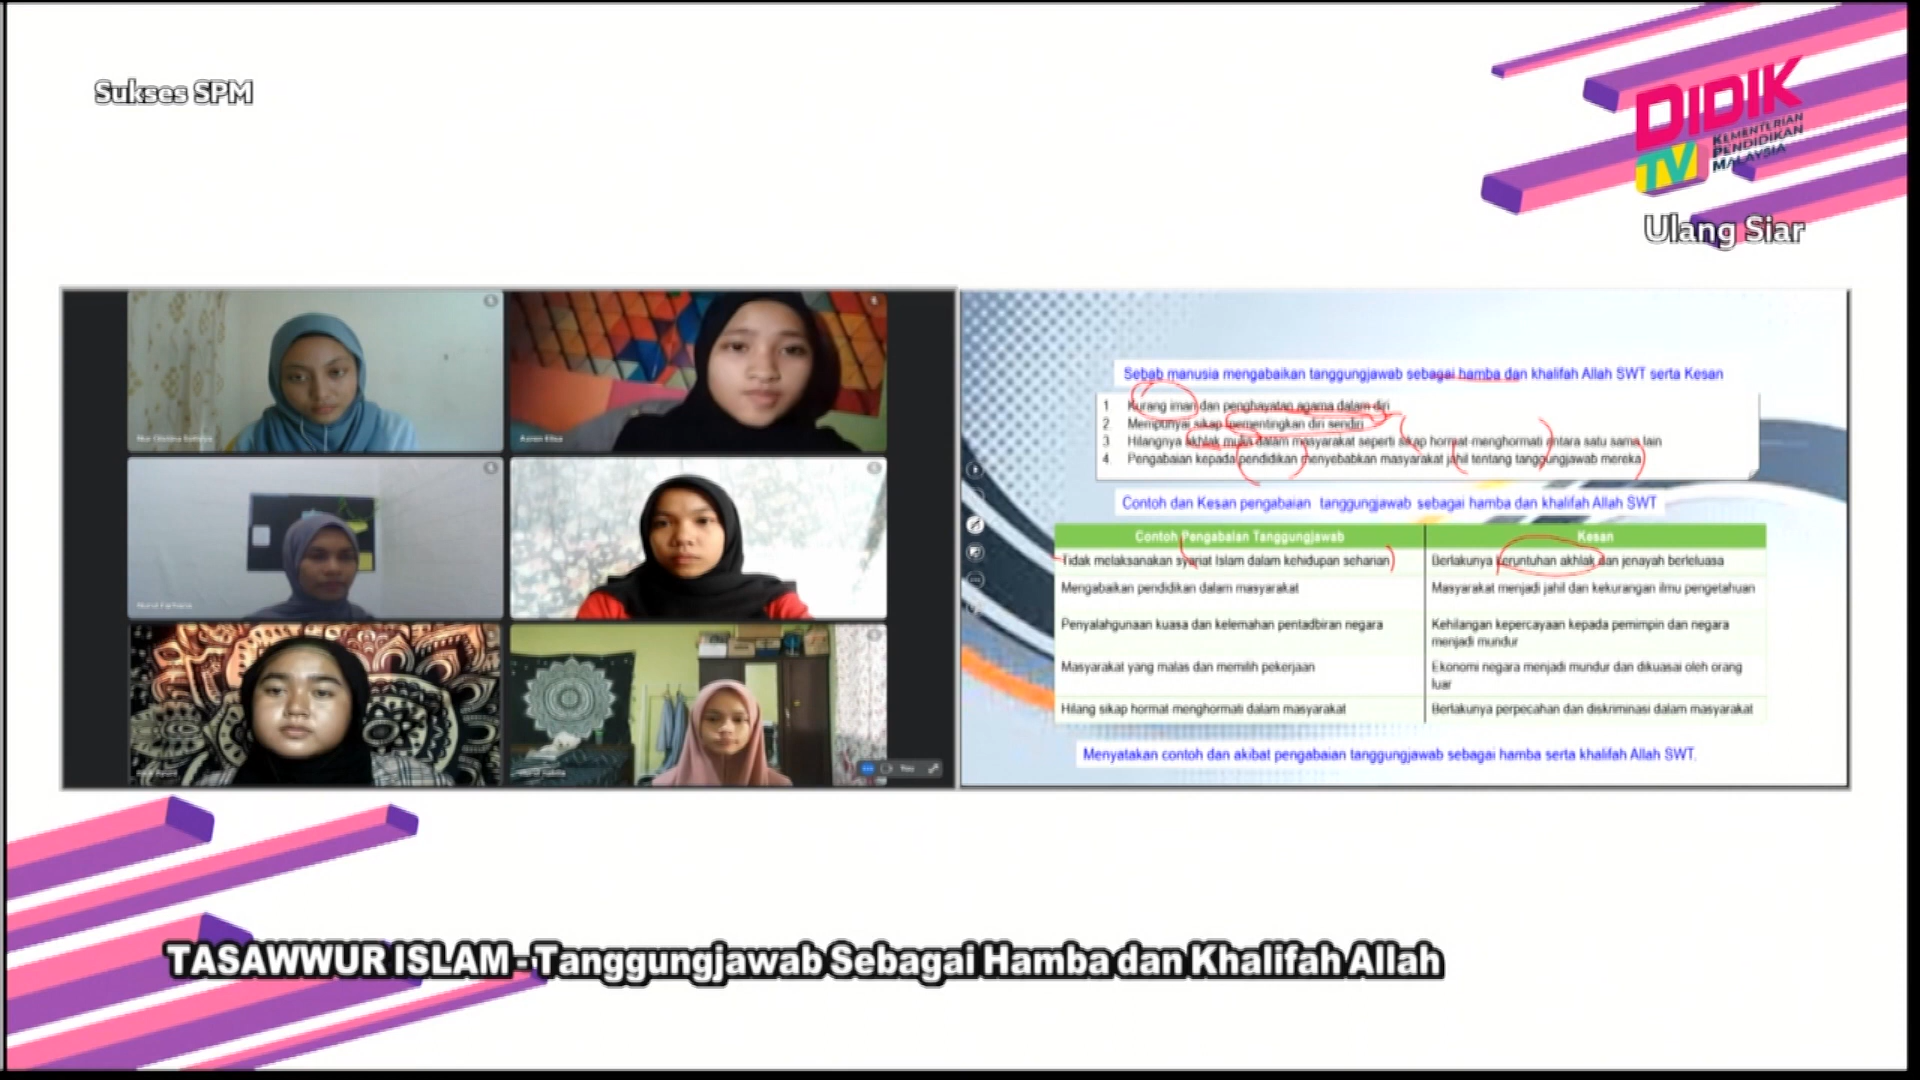 Sukses SPM
DIDIK
TV
KEMENTERIAN
PENDIDIKAN
MALAYSIA
Ulang Siar
Sebab manusia mengabaikan tanggungjawab sebagai hamba dan khalifah Allah SWT serta Kesan
1 Kurang iman dan penghayatan agama dalam diri
2 Mempunyai sikap mementingkan diri sendiri
3 Hilangnya akhlak mulia dalam masyarakat seperti sikap hormat-menghormati antara satu sama lain
4. Pengabaian kepada pendidikan menyebabkan masyarakat jahil tentang tanggungjawab mereka
Contoh dan Kesan pengabaian tanggungjawab sebagai hamba dan khalifah Allah SWT
Contoh Pengabaian Tanggungjawab Kesan
Tidak melaksanakan syariat Islam dalam kehidupan seharian Berlakunya keruntuhan akhlak dan jenayah berleluasa
Mengabaikan pendidikan dalam masyarakat Masyarakat menjadi jahil dan kekurangan ilmu pengetahuan
Penyalahgunaan kuasa dan kelemahan pentadbiran negara Kehilangan kepercayaan kepada pemimpin dan negara
menjadi mundur
Masyarakat yang malas dan memilih pekerjaan Ekonomi negara menjadi mundur dan dikuasai oleh orang
luar
Hilang sikap hormat menghormati dalam masyarakat Berlakunya perpecahan dan diskriminasi dalam masyarakat
Menyatakan contoh dan akibat pengabaian tanggungjawab sebagai hamba serta khalifah Allah SWT.
TASAWWUR ISLAM - Tanggungjawab Sebagai Hamba dan Khalifah Allah